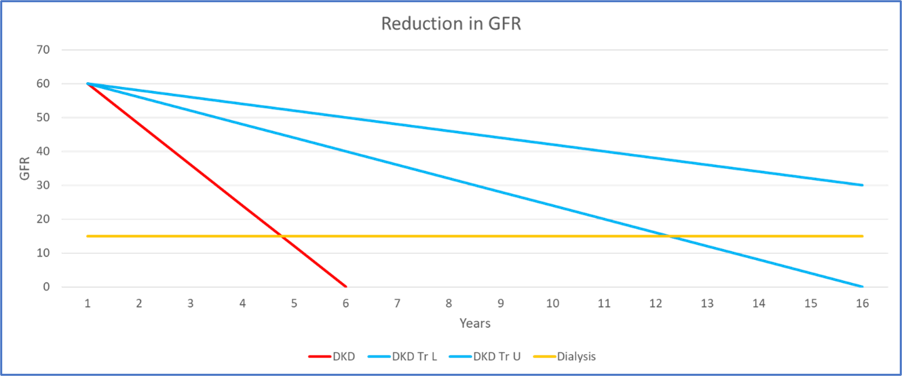 Reduction in GFR
70
60
50
40
30
20
10
0
GFR
1 2 3 4 5 6 7 8 9 10 11 12 13 14 15 16
Years
DKD DKD Tr L DKD Tr U Dialysis